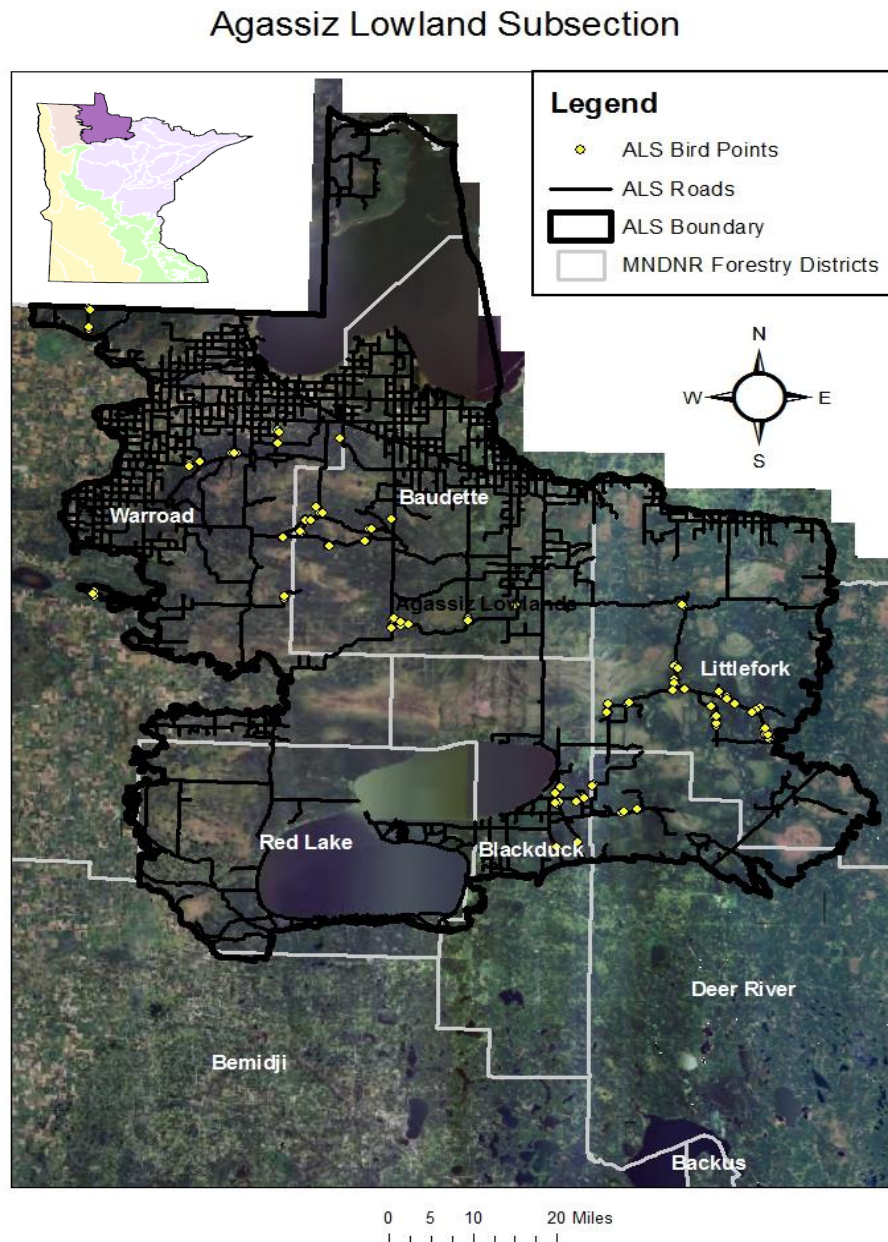 Agassiz Lowland Subsection
Legend
ALS Bird Points
ALS Roads
ALS Boundary
MNDNR Forestry Districts
N
W E
S
Warroad
Baudette
Agassiz Lowlands
Littlefork
Red Lake
Blackduck
Deer River
Bemidji
Backus
0 5 10 20 Miles